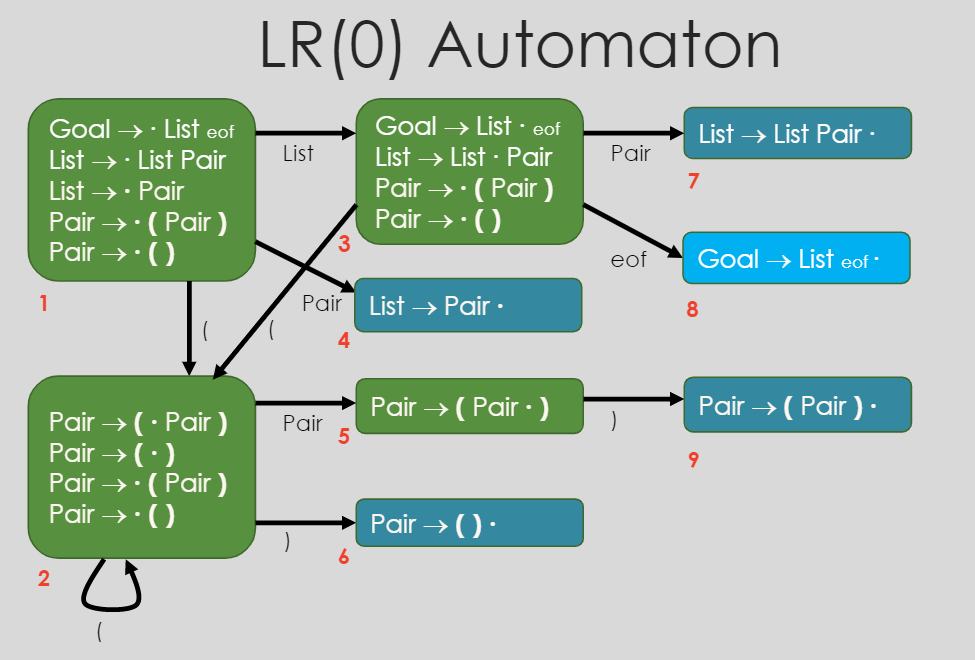 LR(0) Automaton
Goal → · List eof
List → · List Pair
List → · Pair
Pair → · ( Pair )
Pair → · ( )
1
List
Goal → List · eof
List → List · Pair
Pair → · ( Pair )
Pair → · ( )
3
Pair
List → List Pair ·
7
eof
Goal → List eof ·
8
Pair
List → Pair ·
4
(
(
Pair → ( · Pair )
Pair → ( · )
Pair → · ( Pair )
Pair → · ( )
2
Pair
Pair → ( Pair · )
5
)
Pair → ( Pair ) ·
9
)
Pair → ( ) ·
6
(